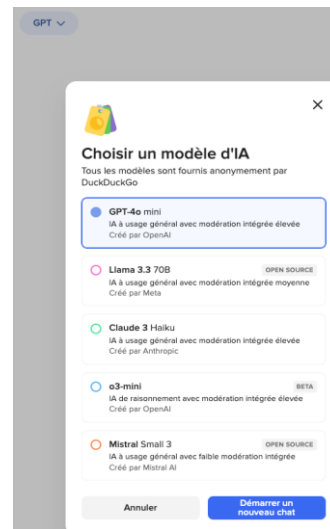 GPT
Choisir un modèle d'IA
Tous les modèles sont fournis anonymement par
DuckDuckGo
GPT-4o mini
IA à usage général avec modération intégrée élevée
Créé par OpenAI
Llama 3.3 70B OPEN SOURCE
IA à usage général avec modération intégrée moyenne
Créé par Meta
Claude 3 Haiku
IA à usage général avec modération intégrée élevée
Créé par Anthropic
o3-mini BETA
IA de raisonnement avec modération intégrée élevée
Créé par OpenAI
Mistral Small 3 OPEN SOURCE
IA à usage général avec faible modération intégrée
Créé par Mistral AI
Annuler
Démarrer un
nouveau chat